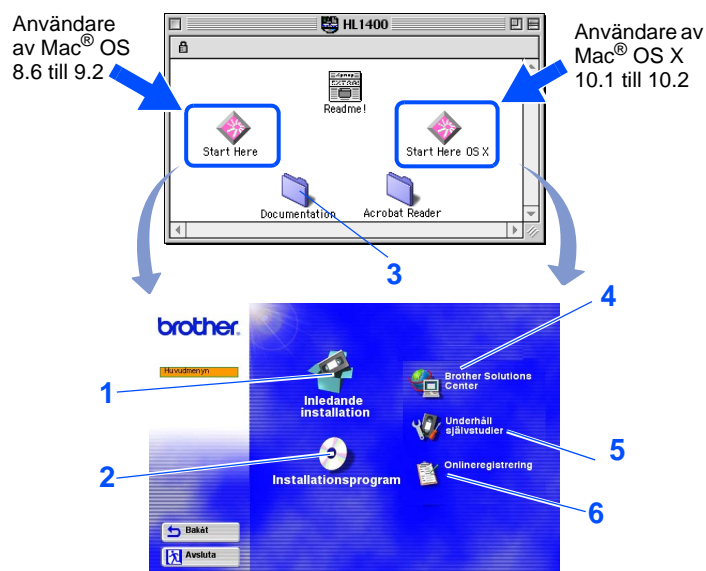 Användare
av Mac® OS
8.6 till 9.2
HL1400
Användare av
Mac® OS X
10.1 till 10.2
Readme!
Start Here
Start Here OS X
Documentation
Acrobat Reader
3
4
brother.
Huvudmenyn
1
Inledande
installation
Brother Solutions
Center
Underhåll
självstudier
5
2
Installationsprogram
Onlineregistrering
6
Bakåt
Avsluta